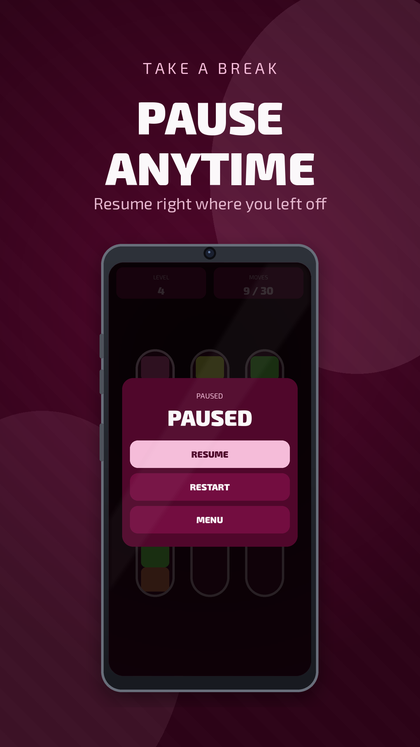 TAKE A BREAK
PAUSE
ANYTIME
Resume right where you left off
LEVEL
MOVES
4
9 / 30
PAUSED
PAUSED
RESUME
RESTART
MENU